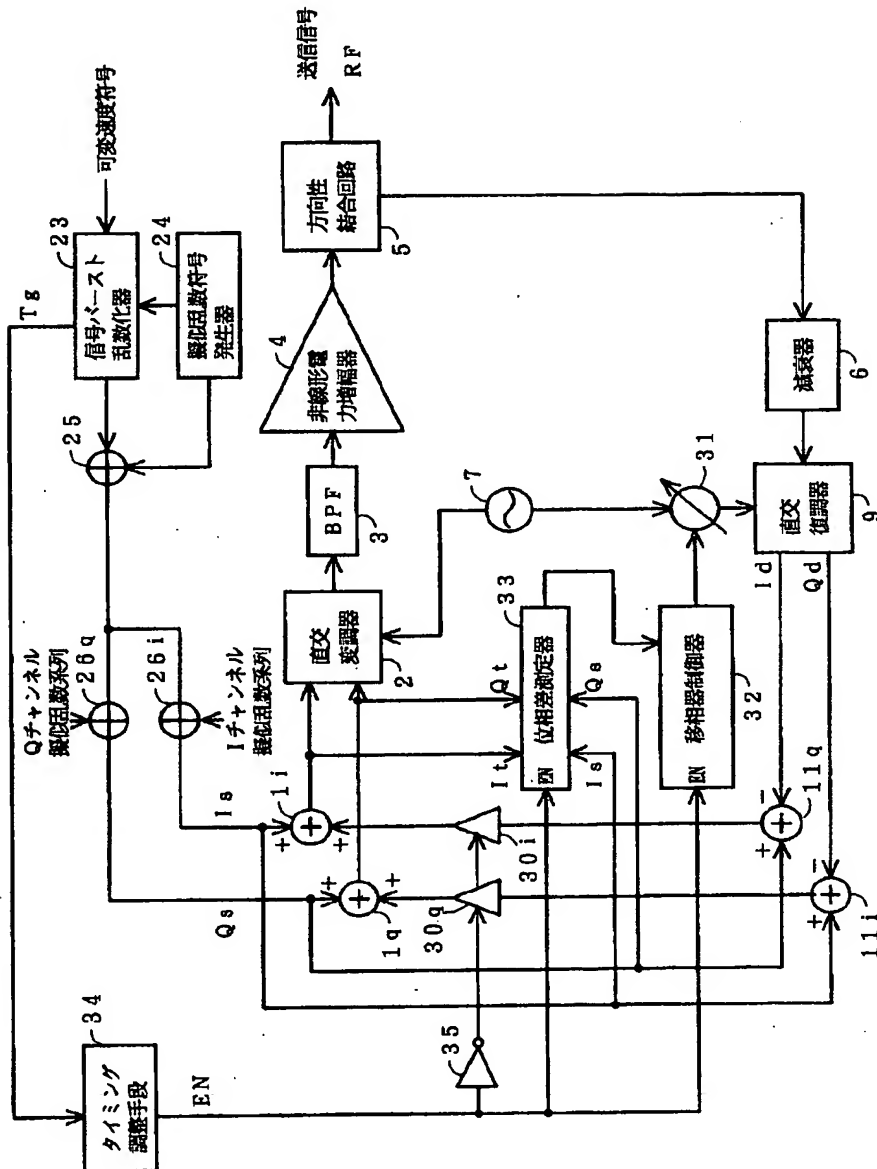 Tg
可変速度符号
23
信号バースト
乱数化器
24
擬似乱数符号
発生器
25
Qチャンネル
擬似乱数系列
26q
26i
Iチャンネル
擬似乱数系列
Qs
Is
34
タイミング
調整手段
EN
35
1i
1q
30q
30i
直交
変調器
2
BPF
3
非線形電
力増幅器
4
方向性
結合回路
5
送信信号
RF
7
It
Qt
33
EN 位相差測定器
Is
Qs
EN 移相器制御器
32
31
減衰器
6
直交
復調器
9
Id
Qd
+
+
+
+
+
-
11q
+
-
11i